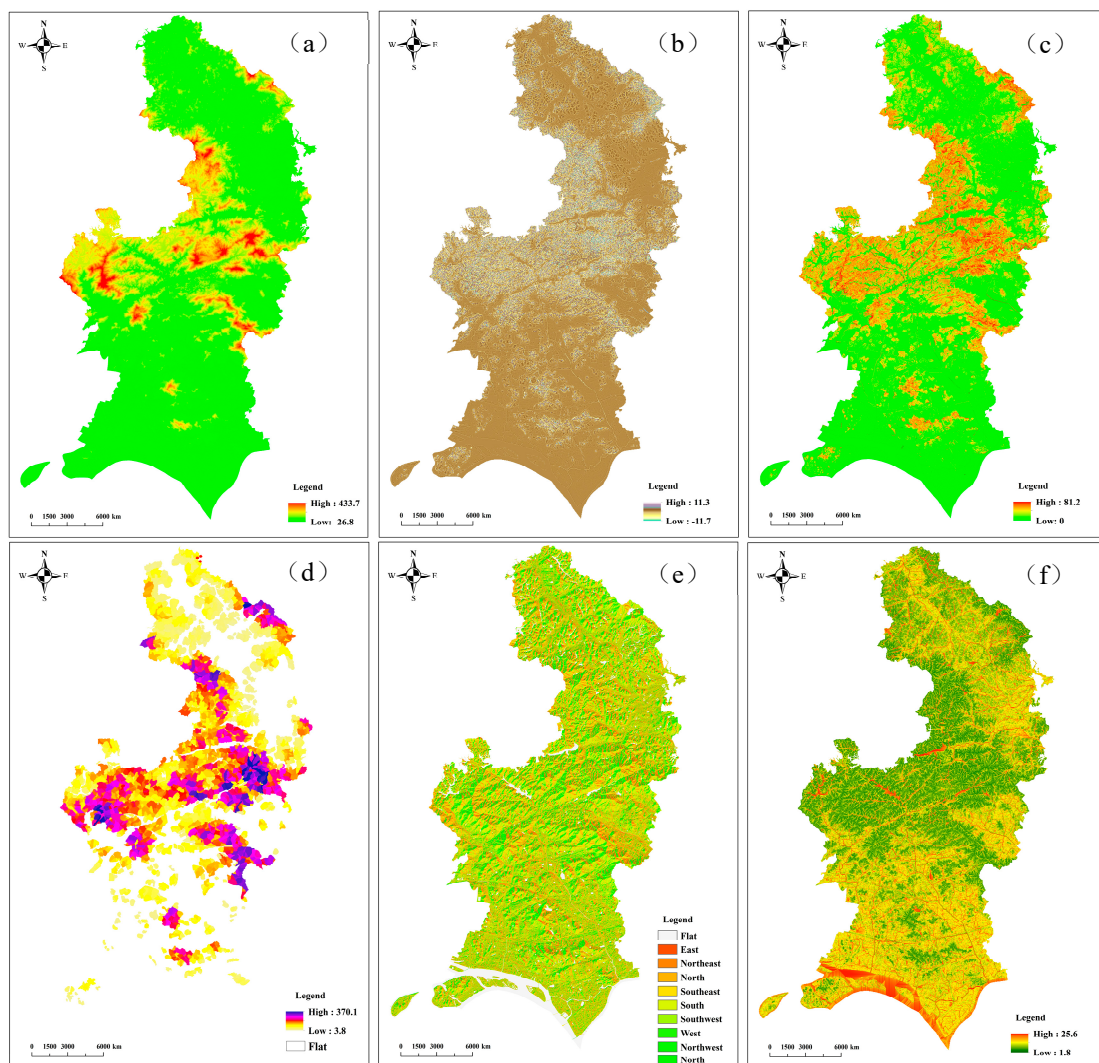 N
W E
S
（a）
Legend
High : 433.7
Low: 26.8
0 1500 3000 6000 km
N
W E
S
（b）
Legend
High : 11.3
Low : -11.7
0 1500 3000 6000 km
N
W E
S
（c）
Legend
High : 81.2
Low: 0
0 1500 3000 6000 km
N
W E
S
（d）
Legend
High : 370.1
Low : 3.8
Flat
0 1500 3000 6000 km
N
W E
S
（e）
Legend
Flat
East
Northeast
North
Southeast
South
Southwest
West
Northwest
North
0 1500 3000 6000 km
N
W E
S
（f）
Legend
High : 25.6
Low : 1.8
0 1500 3000 6000 km